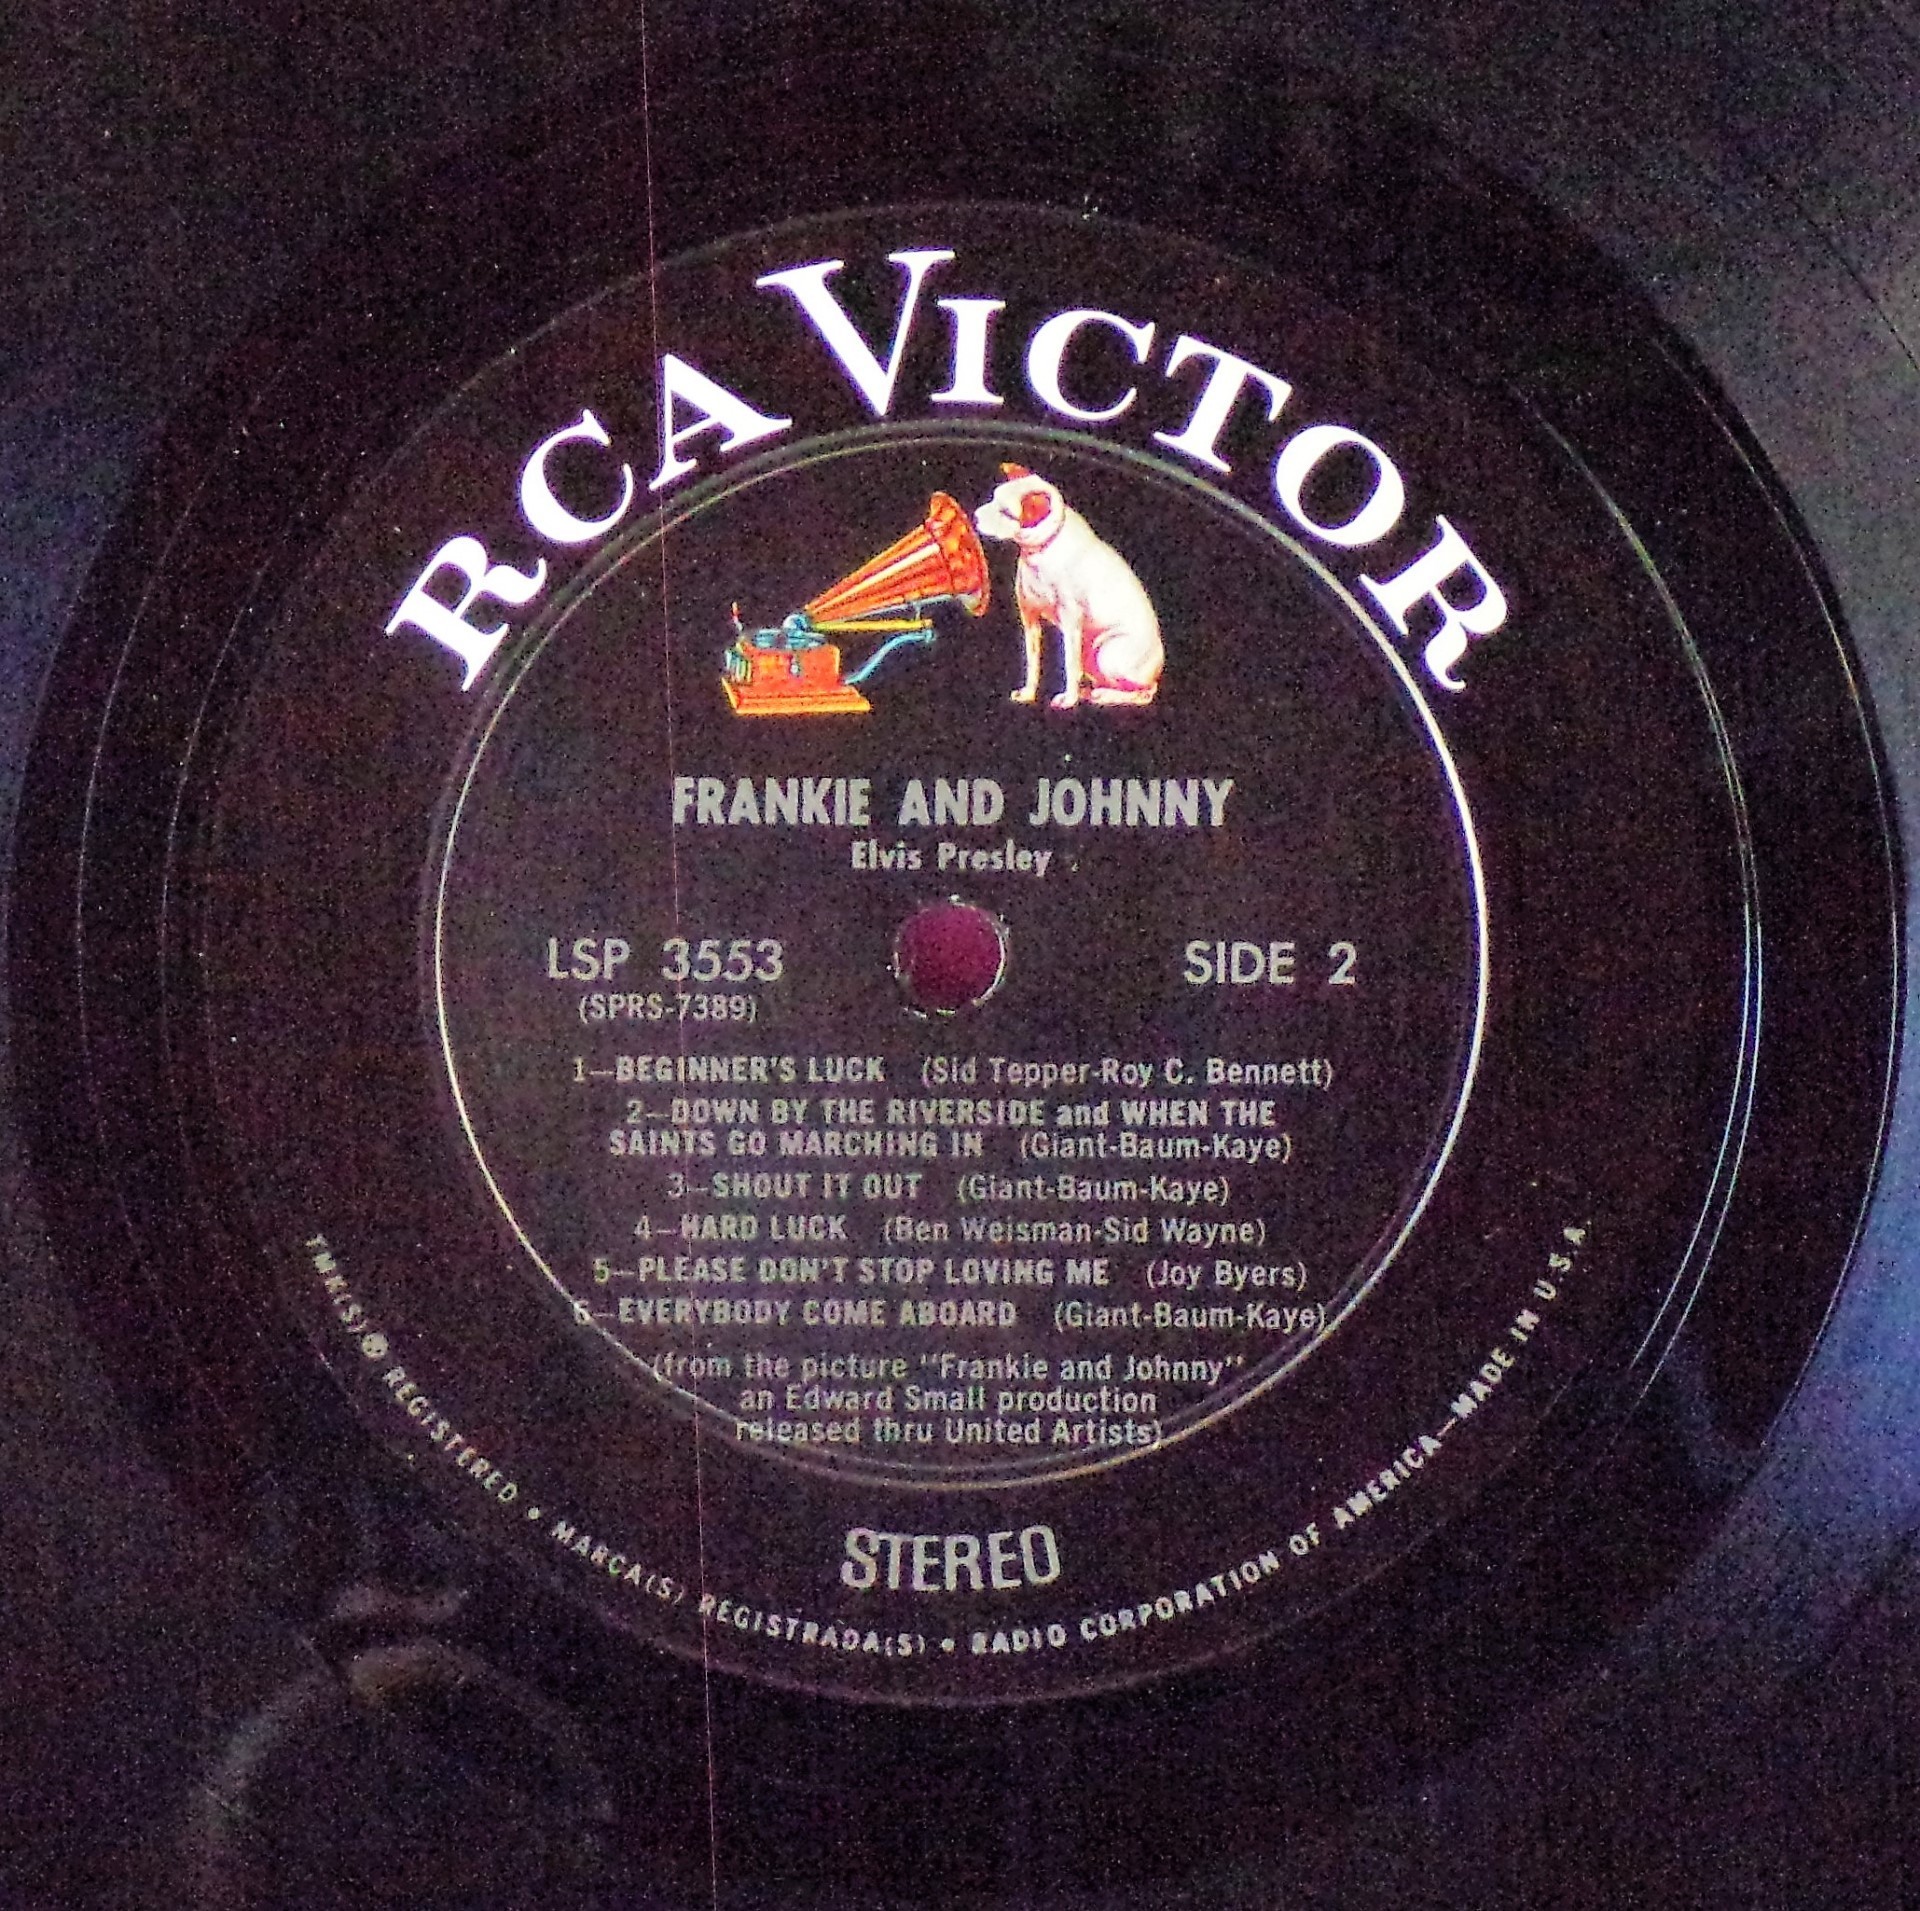 RCA VICTOR
FRANKIE AND JOHNNY
Elvis Presley
LSP 3553
SIDE 2
(SPRS-7389)
1—BEGINNER'S LUCK (Sid Tepper-Roy C. Bennett)
2—DOWN BY THE RIVERSIDE and WHEN THE
SAINTS GO MARCHING IN (Giant-Baum-Kaye)
3—SHOUT IT OUT (Giant-Baum-Kaye)
4—HARD LUCK (Ben Weisman-Sid Wayne)
5—PLEASE DON'T STOP LOVING ME (Joy Byers)
6—EVERYBODY COME ABOARD (Giant-Baum-Kaye)
(from the picture "Frankie and Johnny"
an Edward Small production
released thru United Artists)
STEREO
TMK(S) ® REGISTERED • MARCA(S) REGISTRADA(S) • RADIO CORPORATION OF AMERICA—MADE IN U.S.A.